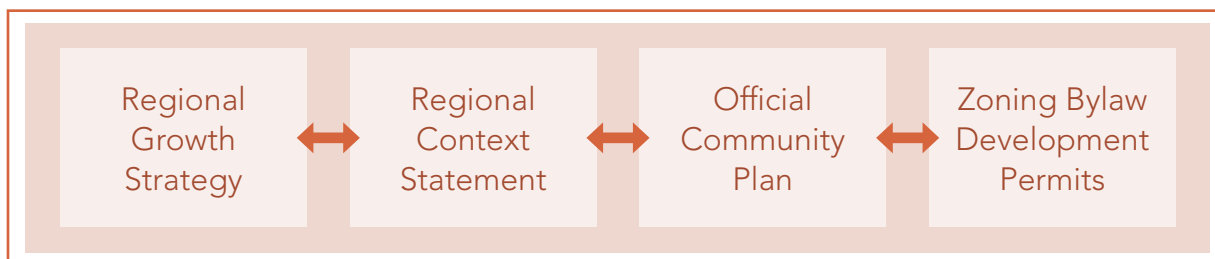 Regional
Growth
Strategy
Regional
Context
Statement
Official
Community
Plan
Zoning Bylaw
Development
Permits